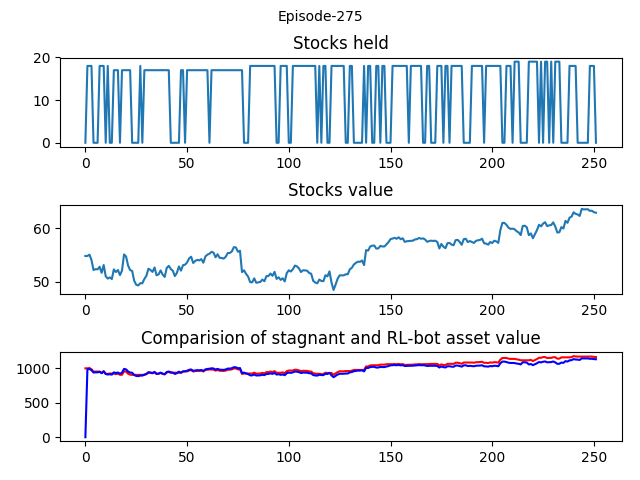 Episode-275
Stocks held
20
10
0
0 50 100 150 200 250
Stocks value
60
50
0 50 100 150 200 250
Comparision of stagnant and RL-bot asset value
1000
500
0
0 50 100 150 200 250